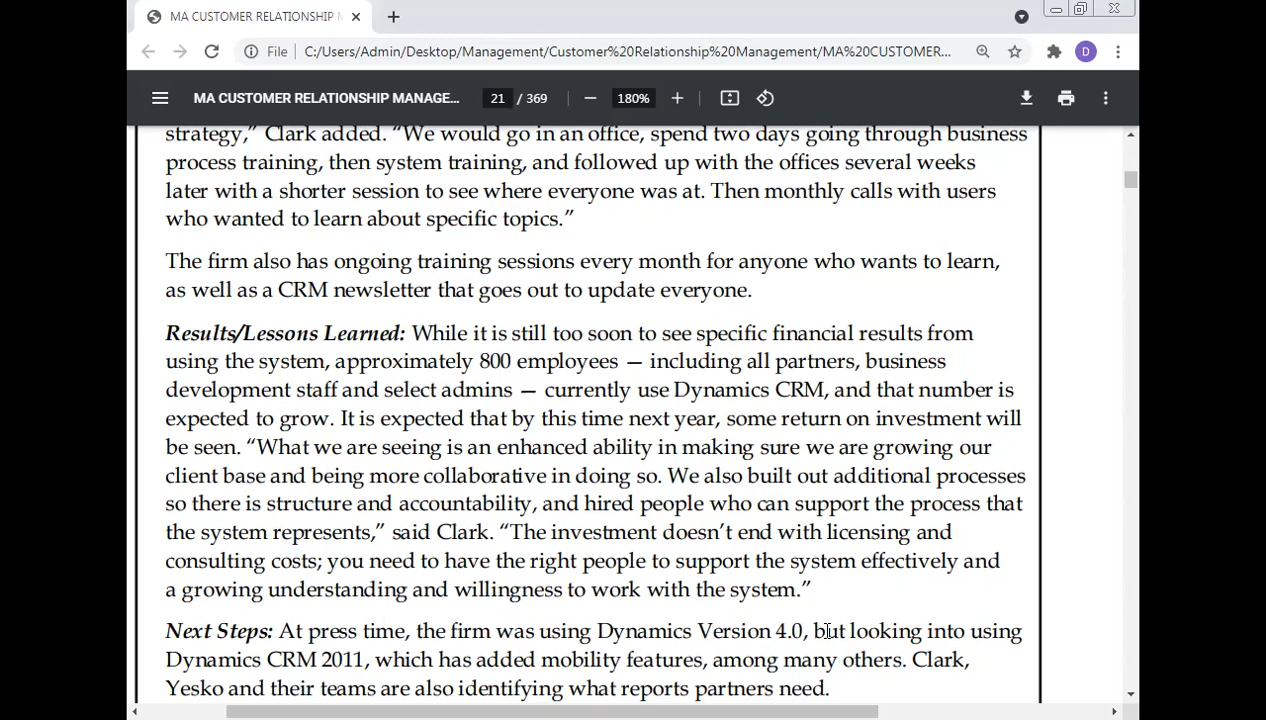 MA CUSTOMER RELATIONSHIP M
File C:/Users/Admin/Desktop/Management/Customer%20Relationship%20Management/MA%20CUSTOMER...
D
MA CUSTOMER RELATIONSHIP MANAGE... 21 / 369 180%
strategy,” Clark added. “We would go in an office, spend two days going through business
process training, then system training, and followed up with the offices several weeks
later with a shorter session to see where everyone was at. Then monthly calls with users
who wanted to learn about specific topics.”
The firm also has ongoing training sessions every month for anyone who wants to learn,
as well as a CRM newsletter that goes out to update everyone.
Results/Lessons Learned: While it is still too soon to see specific financial results from
using the system, approximately 800 employees — including all partners, business
development staff and select admins — currently use Dynamics CRM, and that number is
expected to grow. It is expected that by this time next year, some return on investment will
be seen. “What we are seeing is an enhanced ability in making sure we are growing our
client base and being more collaborative in doing so. We also built out additional processes
so there is structure and accountability, and hired people who can support the process that
the system represents,” said Clark. “The investment doesn’t end with licensing and
consulting costs; you need to have the right people to support the system effectively and
a growing understanding and willingness to work with the system.”
Next Steps: At press time, the firm was using Dynamics Version 4.0, but looking into using
Dynamics CRM 2011, which has added mobility features, among many others. Clark,
Yesko and their teams are also identifying what reports partners need.